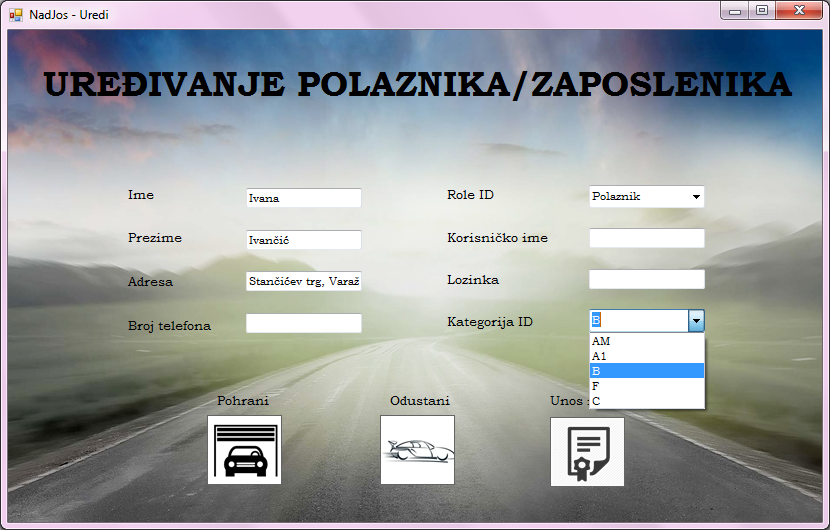 NadJos - Uredi
UREĐIVANJE POLAZNIKA/ZAPOSLENIKA
Ime
Ivana
Role ID
Polaznik
Prezime
Ivančić
Korisničko ime
Adresa
Stančićev trg, Varaž
Lozinka
Broj telefona
Kategorija ID
B
AM
A1
B
F
C
Pohrani
Odustani
Unos